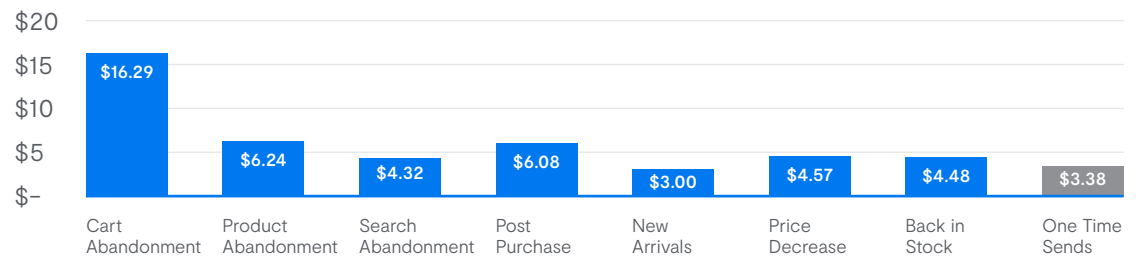 $20
$15
$10
$5
$–
$16.29
$6.24
$4.32
$6.08
$3.00
$4.57
$4.48
$3.38
Cart
Abandonment
Product
Abandonment
Search
Abandonment
Post
Purchase
New
Arrivals
Price
Decrease
Back in
Stock
One Time
Sends